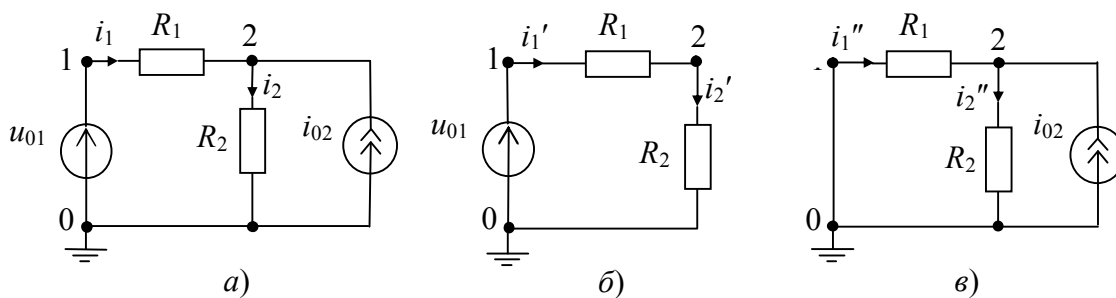 i₁ R₁ 2
1
i₂
u₀₁ R₂ i₀₂
0
а)
i₁′ R₁ 2
1
i₂′
u₀₁ R₂
0
б)
i₁″ R₁ 2
1
i₂″
R₂ i₀₂
0
в)